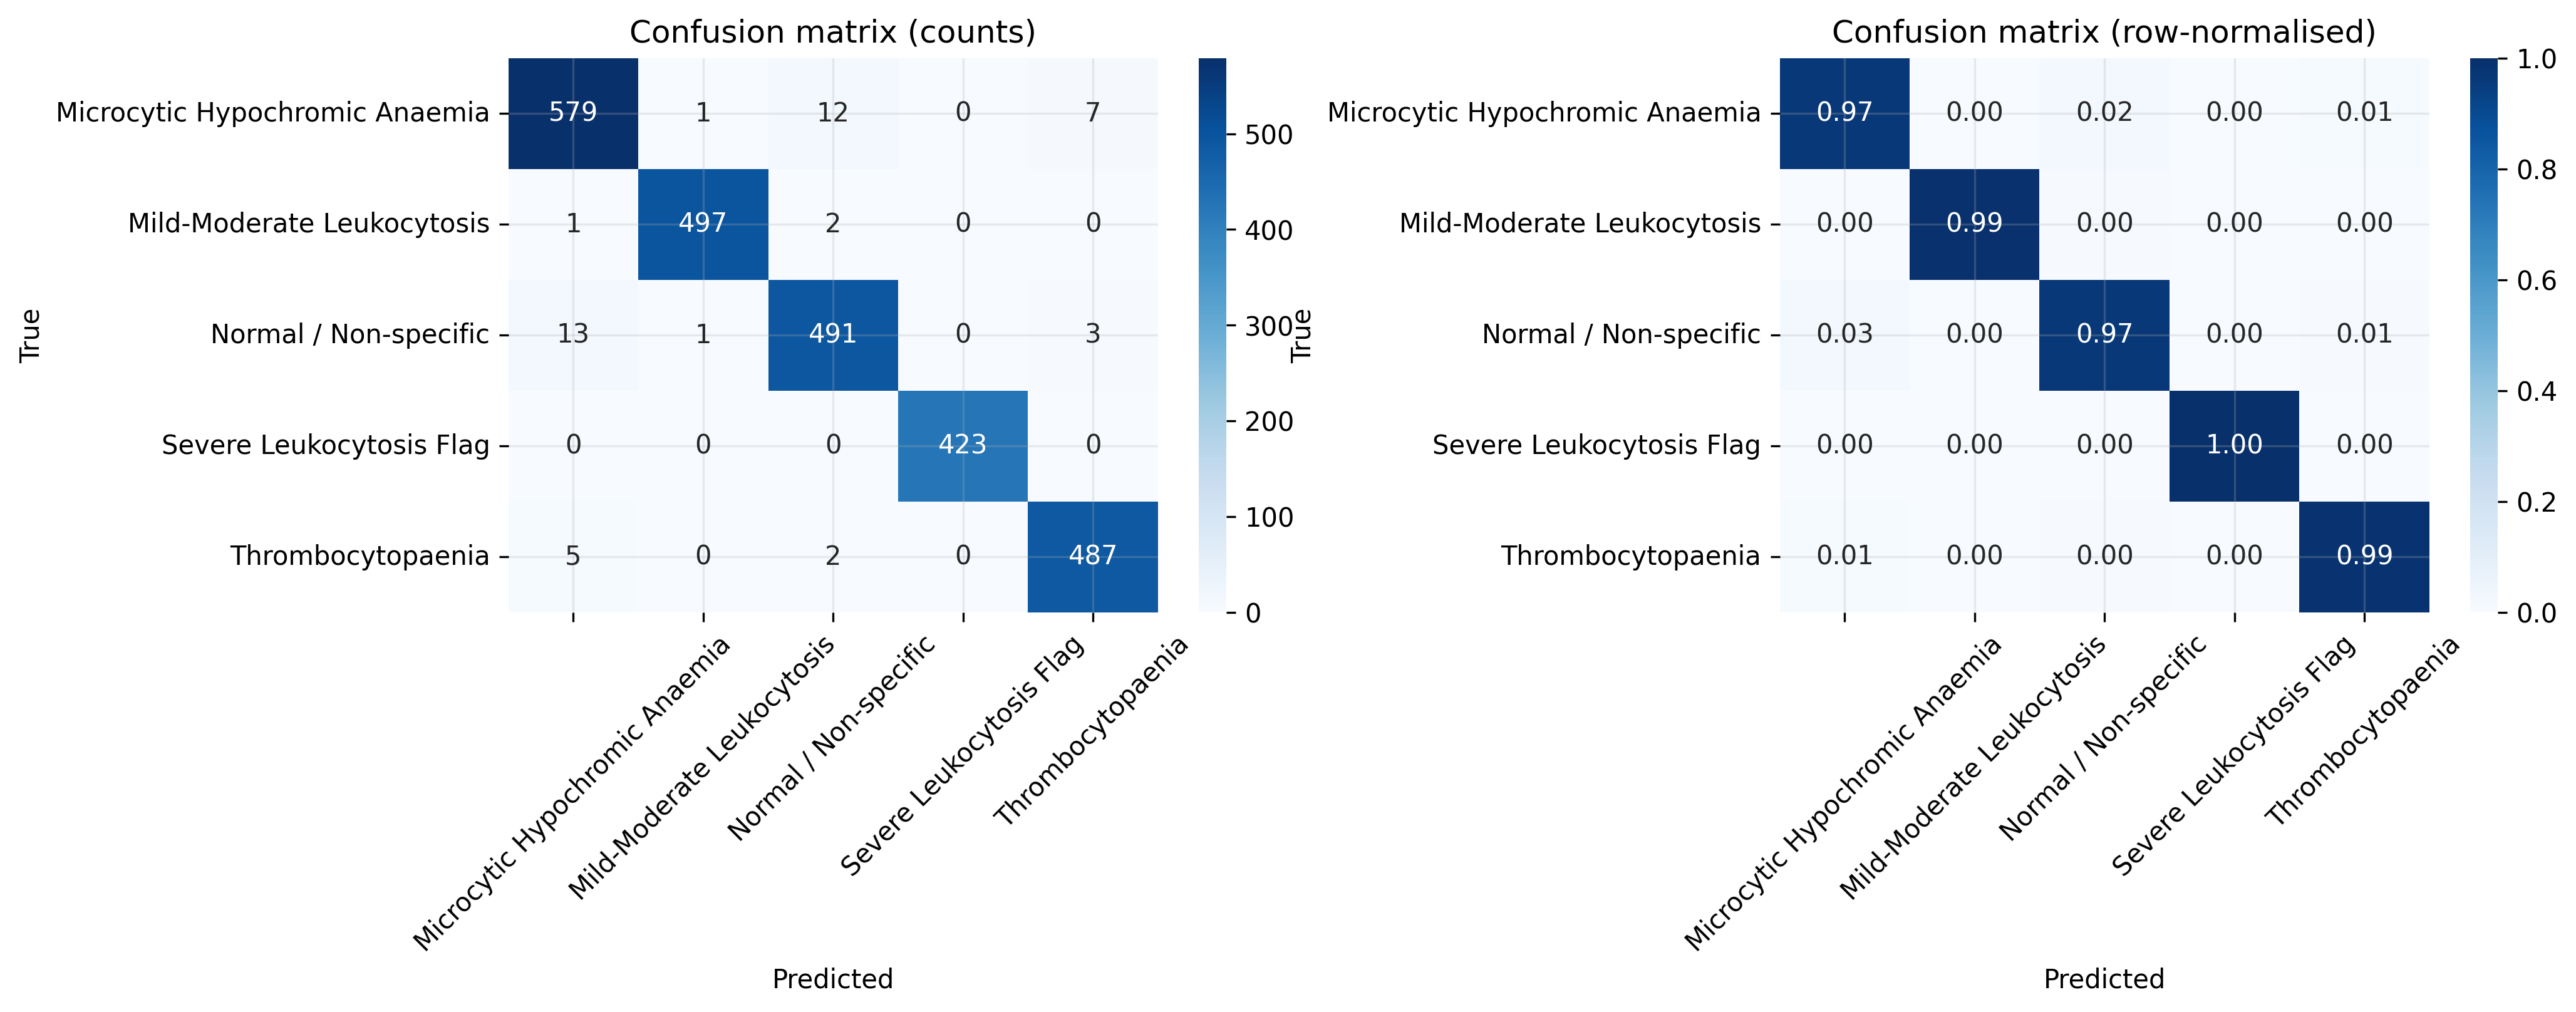 Confusion matrix (counts)
Microcytic Hypochromic Anaemia 579 1 12 0 7
Mild-Moderate Leukocytosis 1 497 2 0 0
Normal / Non-specific 13 1 491 0 3
Severe Leukocytosis Flag 0 0 0 423 0
Thrombocytopaenia 5 0 2 0 487
True
500
400
300
200
100
0
Microcytic Hypochromic Anaemia
Mild-Moderate Leukocytosis
Normal / Non-specific
Severe Leukocytosis Flag
Thrombocytopaenia
Predicted
Confusion matrix (row-normalised)
Microcytic Hypochromic Anaemia 0.97 0.00 0.02 0.00 0.01
Mild-Moderate Leukocytosis 0.00 0.99 0.00 0.00 0.00
Normal / Non-specific 0.03 0.00 0.97 0.00 0.01
Severe Leukocytosis Flag 0.00 0.00 0.00 1.00 0.00
Thrombocytopaenia 0.01 0.00 0.00 0.00 0.99
True
1.0
0.8
0.6
0.4
0.2
0.0
Microcytic Hypochromic Anaemia
Mild-Moderate Leukocytosis
Normal / Non-specific
Severe Leukocytosis Flag
Thrombocytopaenia
Predicted